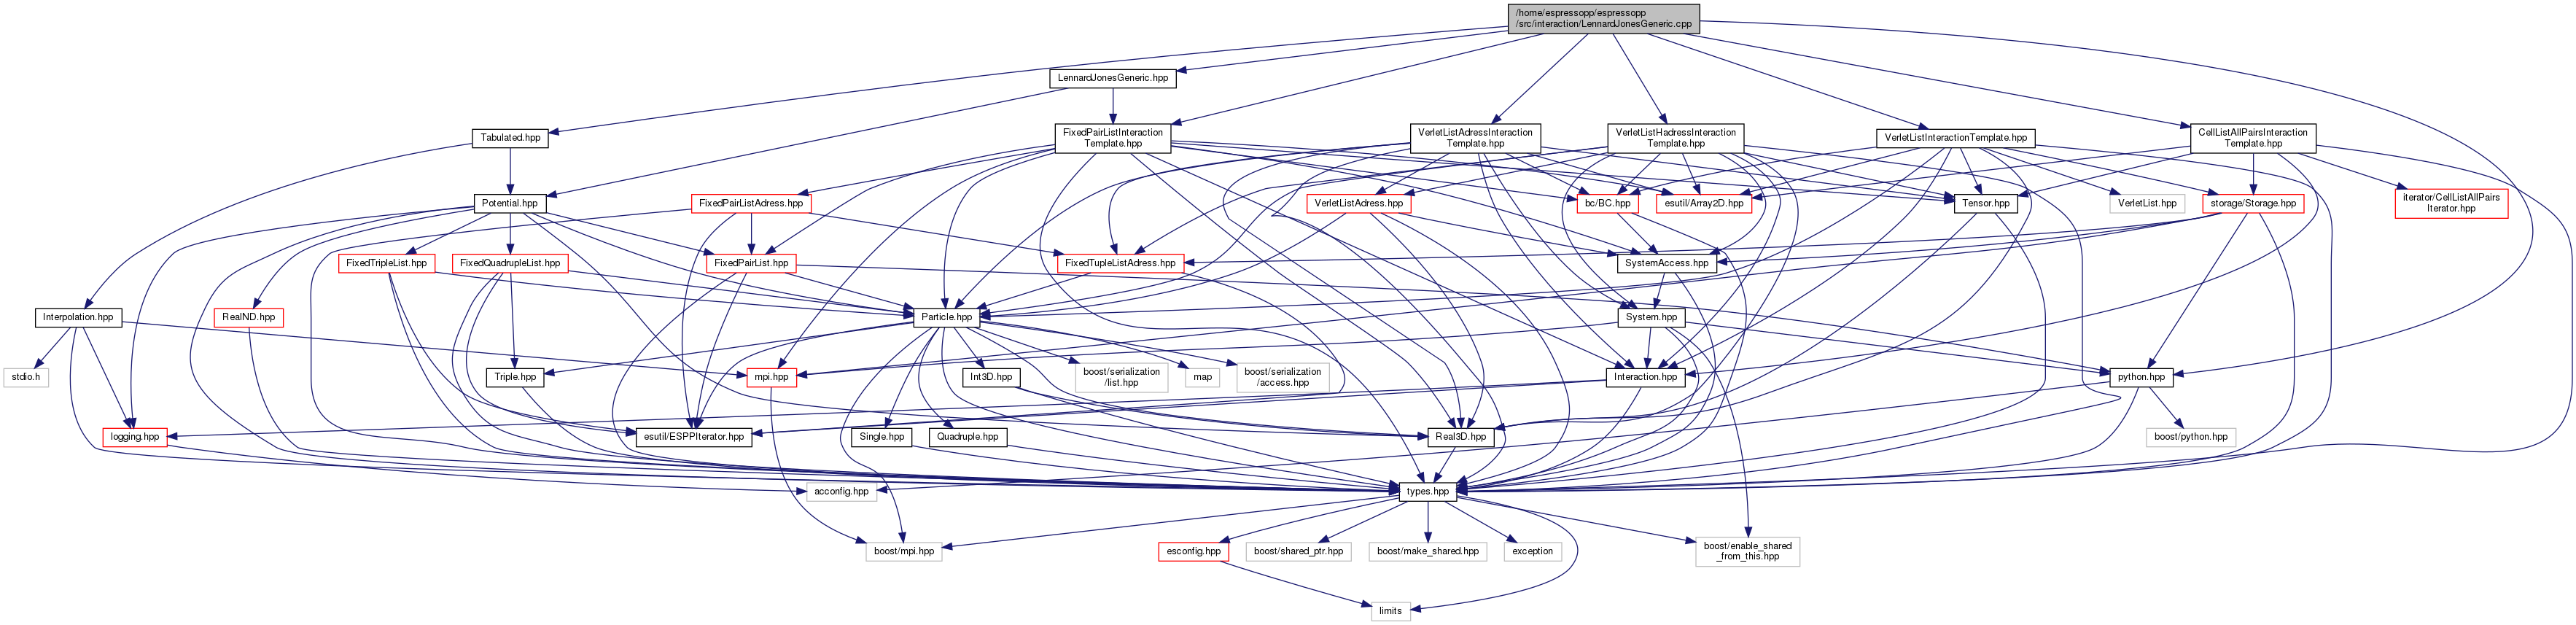 /home/espressopp/espressopp
/src/interaction/LennardJonesGeneric.cpp
LennardJonesGeneric.hpp
Tabulated.hpp
FixedPairListInteraction
Template.hpp
VerletListAdressInteraction
Template.hpp
VerletListHadressInteraction
Template.hpp
VerletListInteractionTemplate.hpp
CellListAllPairsInteraction
Template.hpp
Potential.hpp
FixedPairListAdress.hpp
VerletListAdress.hpp
bc/BC.hpp
esutil/Array2D.hpp
Tensor.hpp
VerletList.hpp
storage/Storage.hpp
iterator/CellListAllPairs
Iterator.hpp
FixedTripleList.hpp
FixedQuadrupleList.hpp
FixedPairList.hpp
FixedTupleListAdress.hpp
SystemAccess.hpp
Interpolation.hpp
RealND.hpp
Particle.hpp
System.hpp
stdio.h
Triple.hpp
mpi.hpp
Int3D.hpp
boost/serialization
/list.hpp
map
boost/serialization
/access.hpp
Interaction.hpp
python.hpp
logging.hpp
esutil/ESPPIterator.hpp
Single.hpp
Quadruple.hpp
Real3D.hpp
boost/python.hpp
acconfig.hpp
types.hpp
boost/mpi.hpp
esconfig.hpp
boost/shared_ptr.hpp
boost/make_shared.hpp
exception
boost/enable_shared
_from_this.hpp
limits